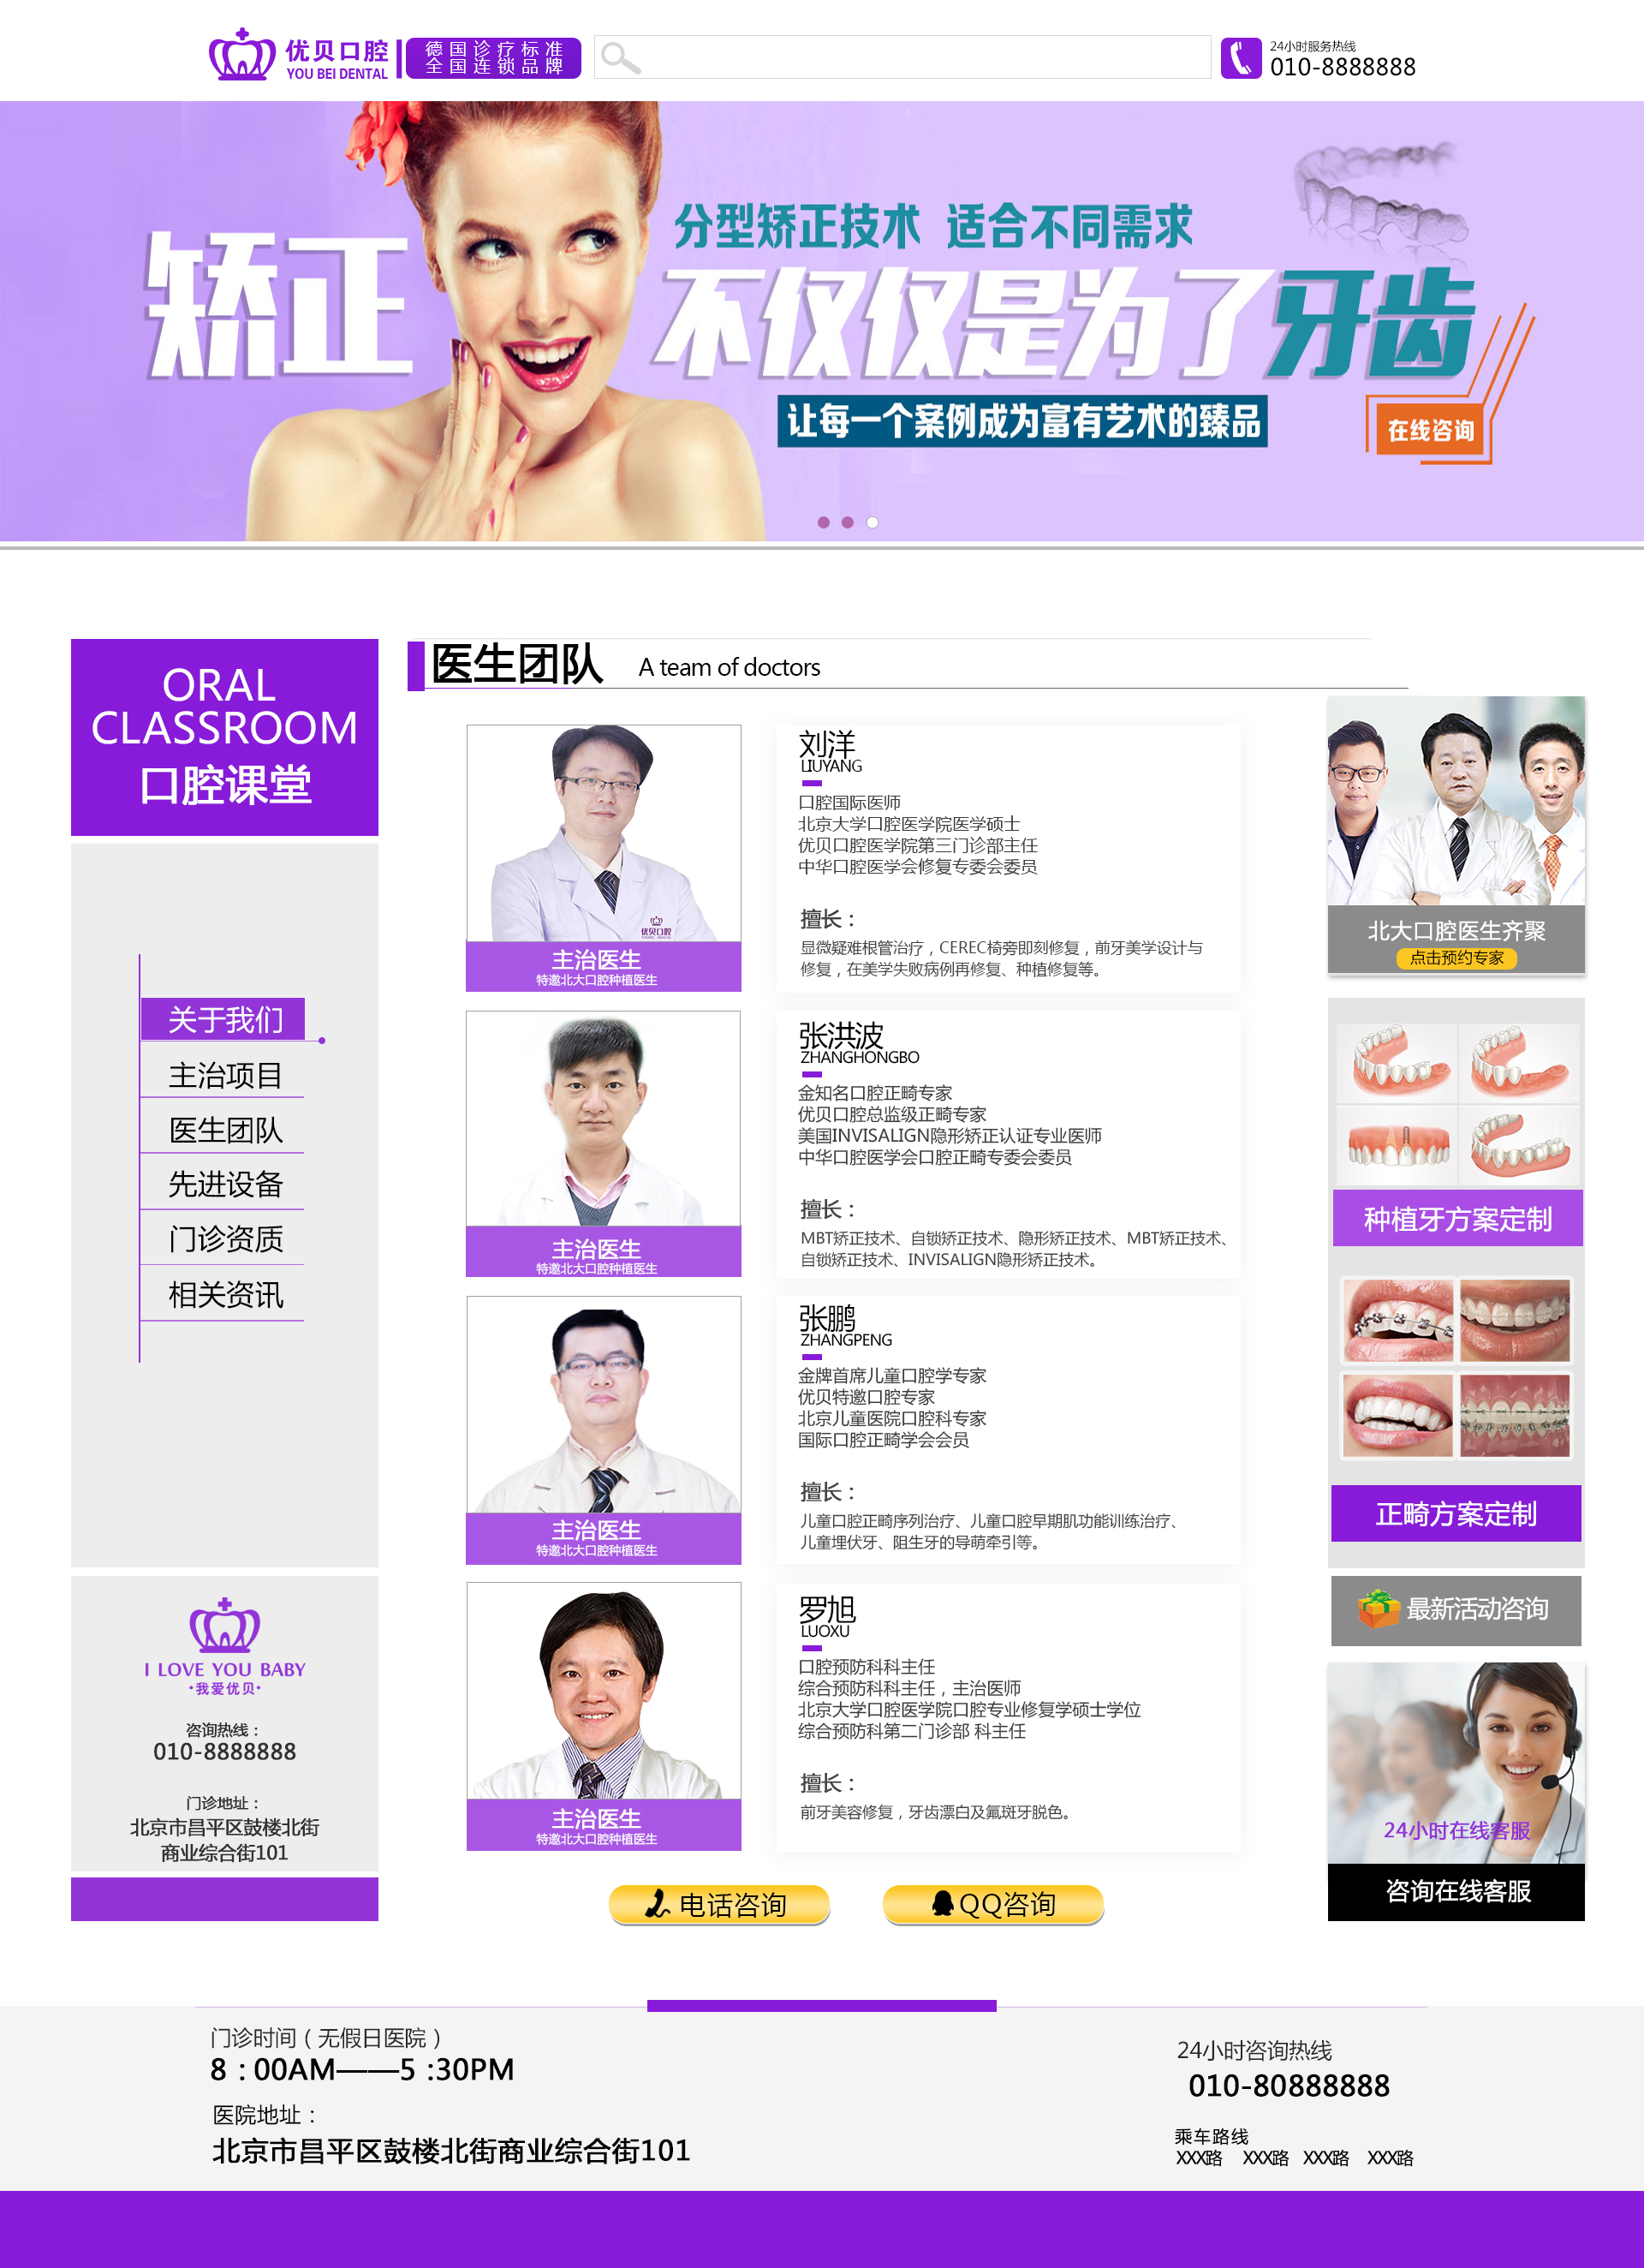 优贝口腔
YOU BEI DENTAL
德国诊疗标准
全国连锁品牌
24小时服务热线
010-8888888
矫正
分型矫正技术 适合不同需求
不仅仅是为了牙齿
让每一个案例成为富有艺术的臻品
在线咨询
ORAL
CLASSROOM
口腔课堂
关于我们
主治项目
医生团队
先进设备
门诊资质
相关资讯
I LOVE YOU BABY
•我爱优贝•
咨询热线：
010-8888888
门诊地址：
北京市昌平区鼓楼北街
商业综合街101
医生团队 A team of doctors
优贝口腔
主治医生
特邀北大口腔种植医生
刘洋
LIUYANG
口腔国际医师
北京大学口腔医学院医学硕士
优贝口腔医学院第三门诊部主任
中华口腔医学会修复专委会委员
擅长：
显微疑难根管治疗，CEREC椅旁即刻修复，前牙美学设计与
修复，在美学失败病例再修复、种植修复等。
主治医生
特邀北大口腔种植医生
张洪波
ZHANGHONGBO
金知名口腔正畸专家
优贝口腔总监级正畸专家
美国INVISALIGN隐形矫正认证专业医师
中华口腔医学会口腔正畸专委会委员
擅长：
MBT矫正技术、自锁矫正技术、隐形矫正技术、MBT矫正技术、
自锁矫正技术、INVISALIGN隐形矫正技术。
主治医生
特邀北大口腔种植医生
张鹏
ZHANGPENG
金牌首席儿童口腔学专家
优贝特邀口腔专家
北京儿童医院口腔科专家
国际口腔正畸学会会员
擅长：
儿童口腔正畸序列治疗、儿童口腔早期肌功能训练治疗、
儿童埋伏牙、阻生牙的导萌牵引等。
主治医生
特邀北大口腔种植医生
罗旭
LUOXU
口腔预防科科主任
综合预防科科主任，主治医师
北京大学口腔医学院口腔专业修复学硕士学位
综合预防科第二门诊部 科主任
擅长：
前牙美容修复，牙齿漂白及氟斑牙脱色。
电话咨询
QQ咨询
北大口腔医生齐聚
点击预约专家
种植牙方案定制
正畸方案定制
最新活动咨询
24小时在线客服
咨询在线客服
门诊时间（无假日医院）
8：00AM——5：30PM
医院地址：
北京市昌平区鼓楼北街商业综合街101
24小时咨询热线
010-80888888
乘车路线
XXX路 XXX路 XXX路 XXX路